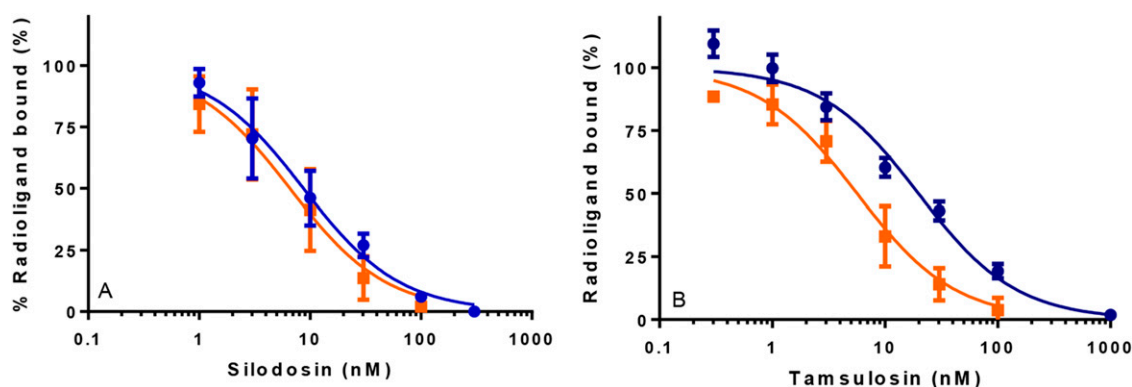 % Radioligand bound (%)
100
75
50
25
0
A
0.1 1 10 100 1000
Silodosin (nM)
Radioligand bound (%)
100
75
50
25
0
B
0.1 1 10 100 1000
Tamsulosin (nM)